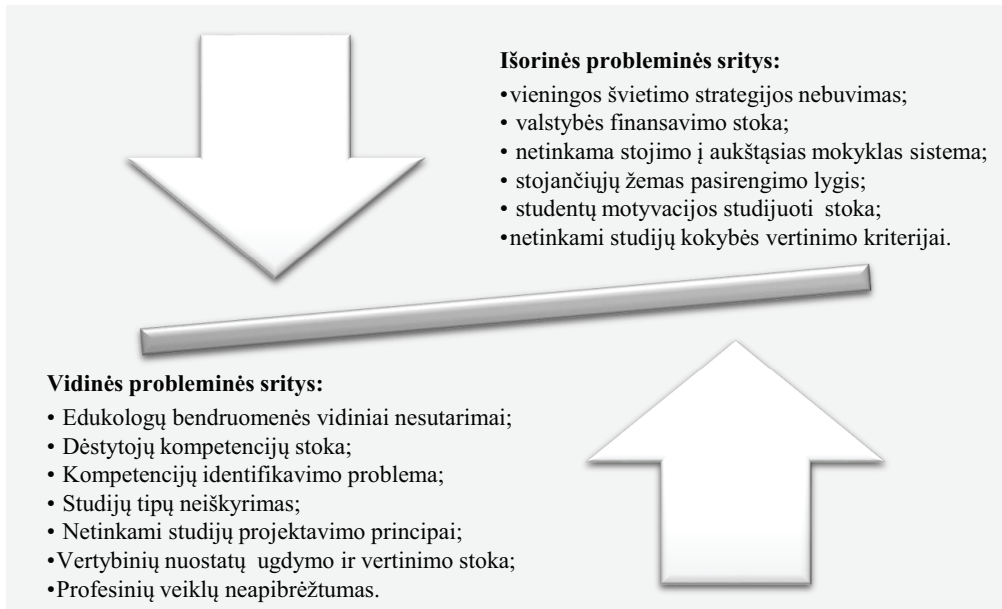 Išorinės probleminės sritys:
•vieningos švietimo strategijos nebuvimas;
• valstybės finansavimo stoka;
• netinkama stojimo į aukštąsias mokyklas sistema;
• stojančiųjų žemas pasirengimo lygis;
• studentų motyvacijos studijuoti stoka;
•netinkami studijų kokybės vertinimo kriterijai.
Vidinės probleminės sritys:
• Edukologų bendruomenės vidiniai nesutarimai;
• Dėstytojų kompetencijų stoka;
• Kompetencijų identifikavimo problema;
• Studijų tipų neiškyrimas;
• Netinkami studijų projektavimo principai;
•Vertybinių nuostatų ugdymo ir vertinimo stoka;
•Profesinių veiklų neapibrėžtumas.